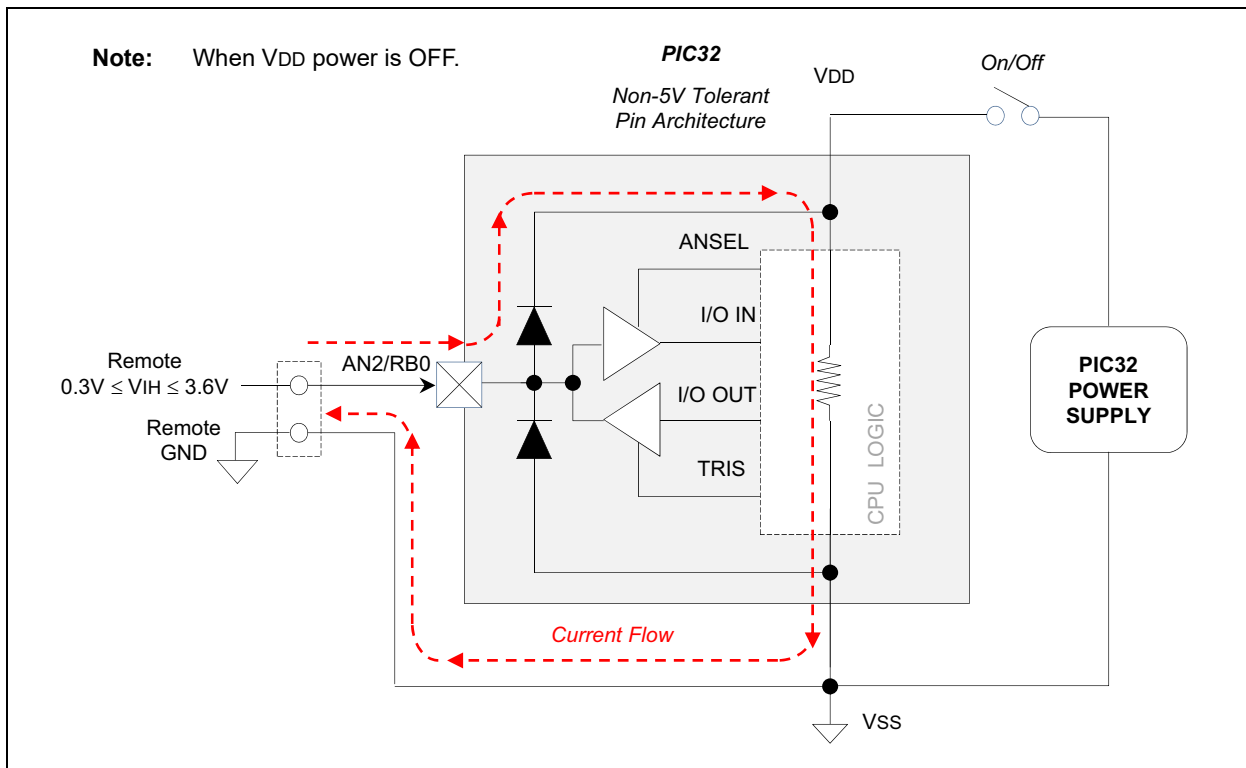 Note: When VDD power is OFF.
PIC32
Non-5V Tolerant
Pin Architecture
VDD
On/Off
ANSEL
I/O IN
Remote
0.3V ≤ VIH ≤ 3.6V
AN2/RB0
I/O OUT
Remote
GND
TRIS
CPU LOGIC
PIC32
POWER
SUPPLY
Current Flow
VSS